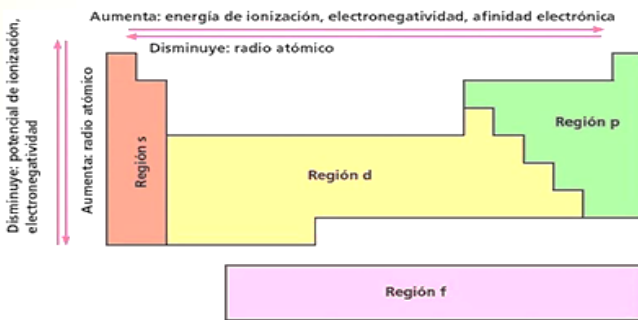 Aumenta: energía de ionización, electronegatividad, afinidad electrónica
Disminuye: radio atómico
Disminuye: potencial de ionización,
electronegatividad
Aumenta: radio atómico
Región s
Región d
Región p
Región f